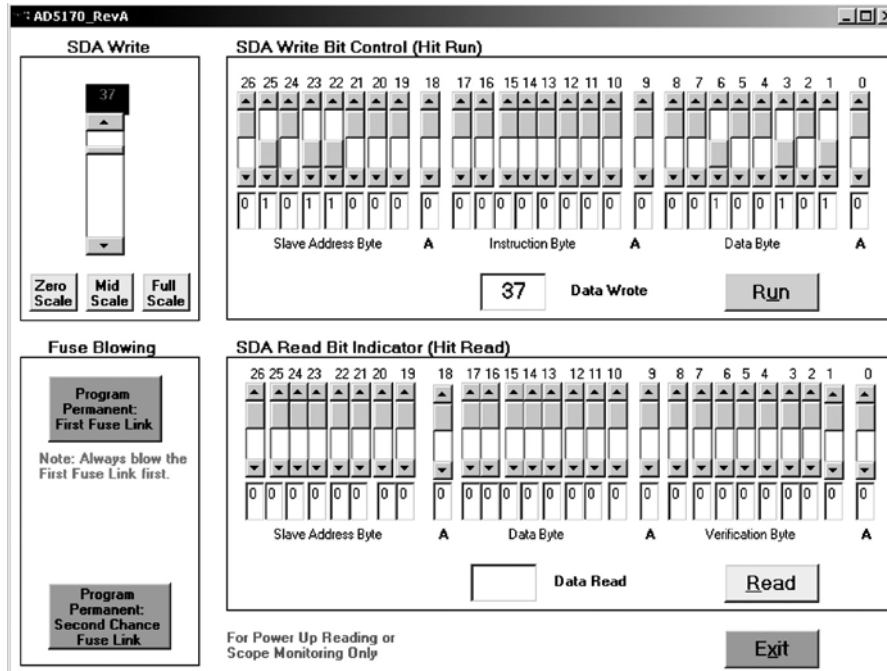 AD5170_RevA
SDA Write
37
Zero Scale
Mid Scale
Full Scale
SDA Write Bit Control (Hit Run)
26 25 24 23 22 21 20 19 18 17 16 15 14 13 12 11 10 9 8 7 6 5 4 3 2 1 0
0 1 0 1 1 0 0 0 0 0 0 0 0 0 0 0 0 0 0 0 1 0 0 1 0 1 0
Slave Address Byte A Instruction Byte A Data Byte A
37 Data Wrote Run
Fuse Blowing
Program
Permanent:
First Fuse Link
Note: Always blow the
First Fuse Link first.
Program
Permanent:
Second Chance
Fuse Link
SDA Read Bit Indicator (Hit Read)
26 25 24 23 22 21 20 19 18 17 16 15 14 13 12 11 10 9 8 7 6 5 4 3 2 1 0
0 0 0 0 0 0 0 0 0 0 0 0 0 0 0 0 0 0 0 0 0 0 0 0 0 0 0
Slave Address Byte A Data Byte A Verification Byte A
Data Read Read
For Power Up Reading or
Scope Monitoring Only
Exit